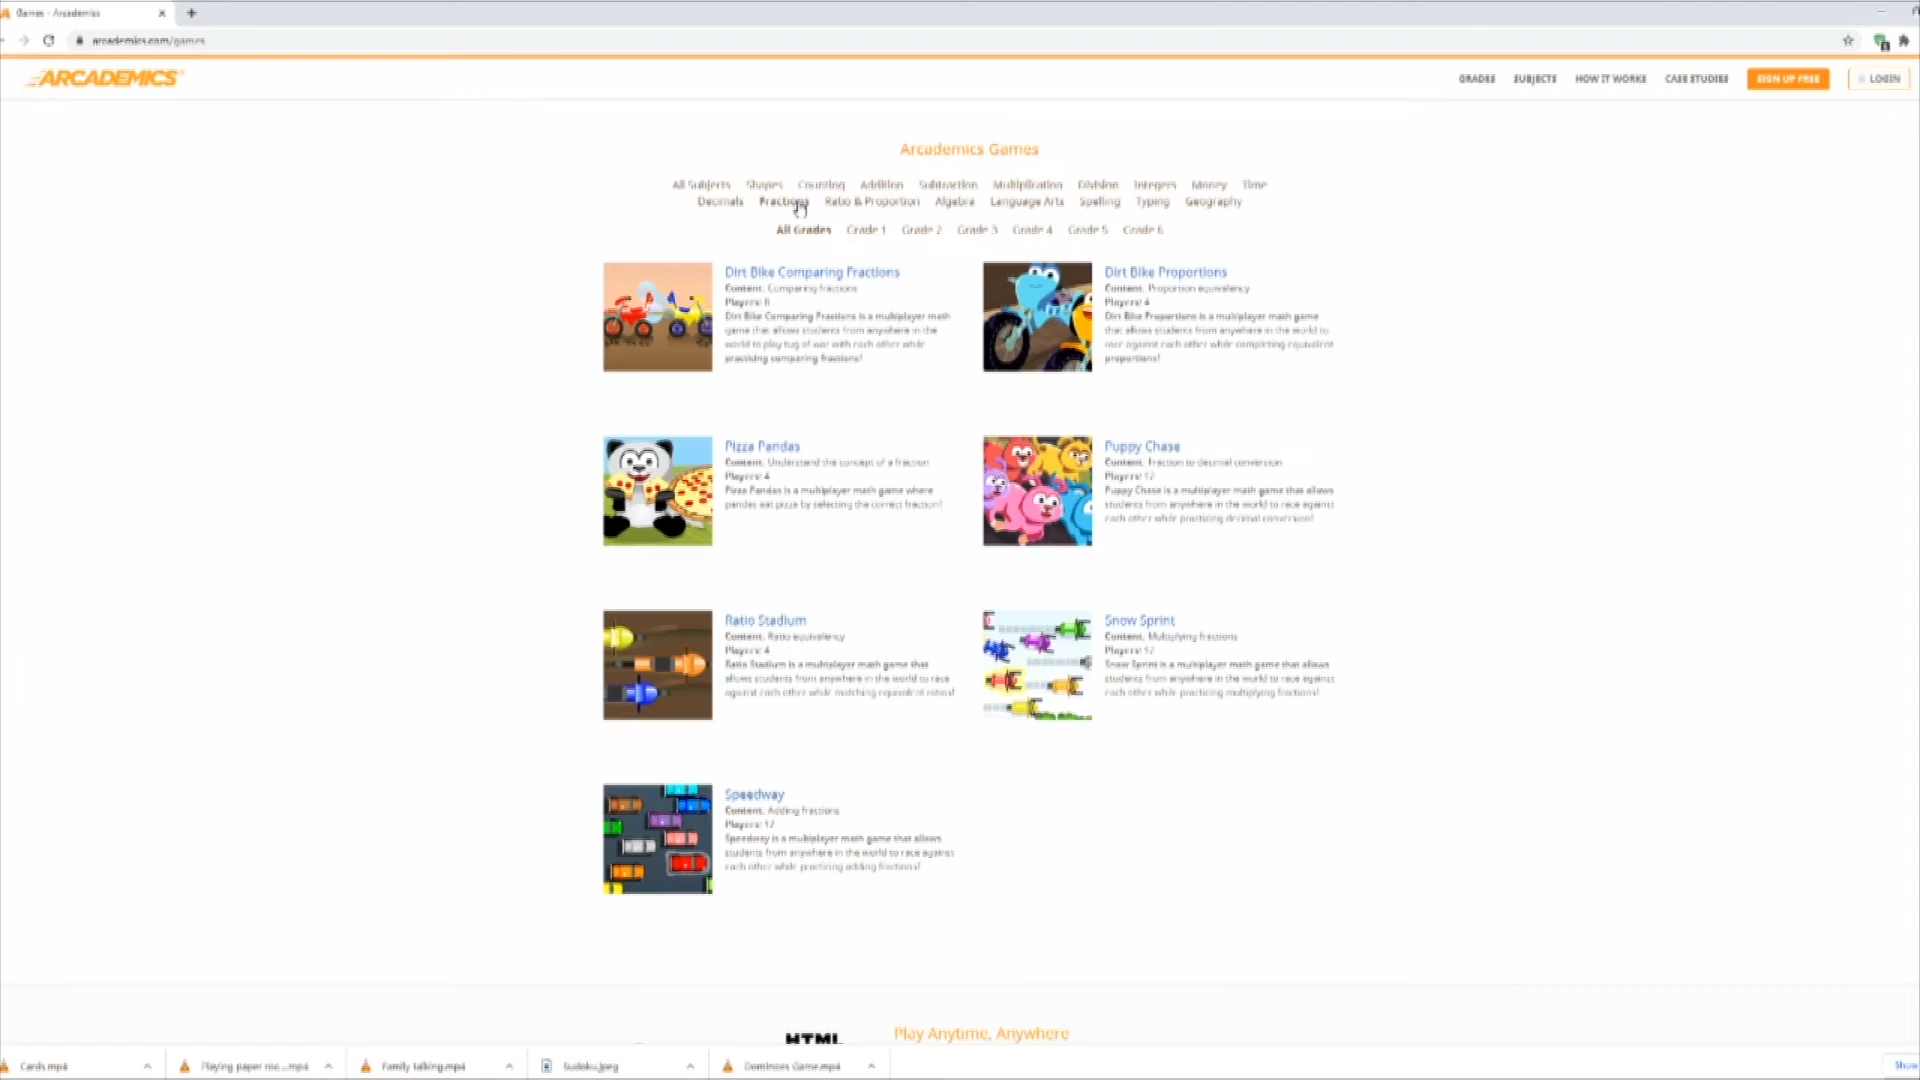 Games - Arcademics
arcademics.com/games
ARCADEMICS
GRADES SUBJECTS HOW IT WORKS CASE STUDIES SIGN UP FREE LOGIN
Arcademics Games
All Subjects Shapes Counting Addition Subtraction Multiplication Division Integers Money Time
Decimals Fractions Ratio & Proportion Algebra Language Arts Spelling Typing Geography
All Grades Grade 1 Grade 2 Grade 3 Grade 4 Grade 5 Grade 6
Dirt Bike Comparing Fractions
Content: Comparing fractions
Players: 8
Dirt Bike Comparing Fractions is a multiplayer math
game that allows students from anywhere in the
world to play tug of war with each other while
practicing comparing fractions!
Dirt Bike Proportions
Content: Proportion equivalency
Players: 4
Dirt Bike Proportions is a multiplayer math game
that allows students from anywhere in the world to
race against each other while completing equivalent
proportions!
Pizza Pandas
Content: Understand the concept of a fraction
Players: 4
Pizza Pandas is a multiplayer math game where
pandas eat pizza by selecting the correct fraction!
Puppy Chase
Content: Fraction to decimal conversion
Players: 12
Puppy Chase is a multiplayer math game that allows
students from anywhere in the world to race against
each other while practicing decimal conversion!
Ratio Stadium
Content: Ratio equivalency
Players: 4
Ratio Stadium is a multiplayer math game that
allows students from anywhere in the world to race
against each other while matching equivalent ratios!
Snow Sprint
Content: Multiplying fractions
Players: 12
Snow Sprint is a multiplayer math game that allows
students from anywhere in the world to race against
each other while practicing multiplying fractions!
Speedway
Content: Adding fractions
Players: 12
Speedway is a multiplayer math game that allows
students from anywhere in the world to race against
each other while practicing adding fractions!
HTML
Play Anytime, Anywhere
Cards.mp4 Playing paper roc....mp4 Family talking.mp4 Sudoku.jpeg Dominoes Game.mp4 Show